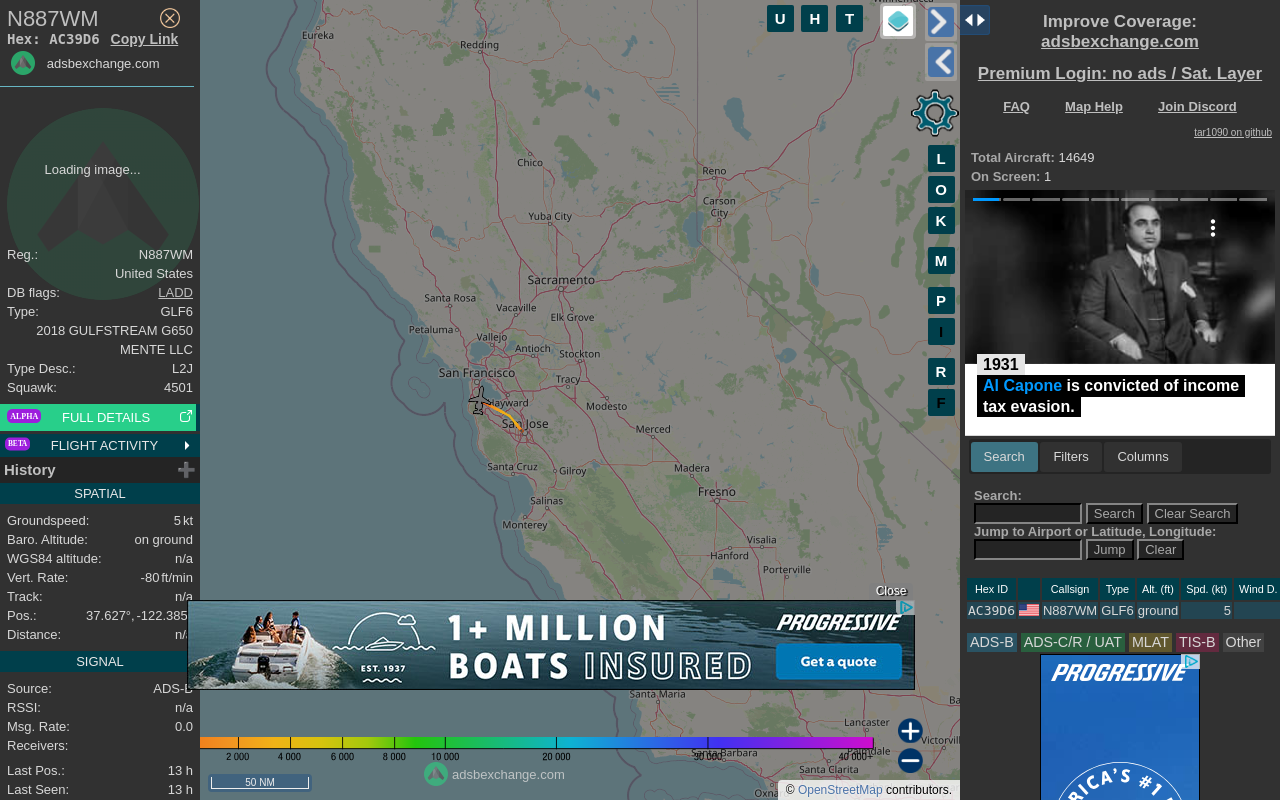 N887WM
Hex: AC39D6 Copy Link
adsbexchange.com
Loading image...
Reg.: N887WM
United States
DB flags: LADD
Type: GLF6
2018 GULFSTREAM G650
MENTE LLC
Type Desc.: L2J
Squawk: 4501
ALPHA FULL DETAILS
BETA FLIGHT ACTIVITY
History
SPATIAL
Groundspeed: 5 kt
Baro. Altitude: on ground
WGS84 altitude: n/a
Vert. Rate: -80 ft/min
Track: n/a
Pos.: 37.627°, -122.385
Distance:
SIGNAL
Source: ADS-B
RSSI: n/a
Msg. Rate: 0.0
Receivers:
Last Pos.: 13 h
Last Seen: 13 h
U H T
L
O
K
M
P
I
R
F
Eureka
Redding
Chico
Reno
Carson
City
Yuba City
Sacramento
Santa Rosa
Vacaville
Elk Grove
Petaluma
Vallejo
Antioch
Stockton
San Francisco
Tracy
Hayward
Modesto
San Jose
Merced
Santa Cruz
Gilroy
Madera
Salinas
Fresno
Monterey
Visalia
Hanford
Porterville
Close
EST. 1937
1+ MILLION
BOATS INSURED
PROGRESSIVE
Get a quote
Santa Maria
Lancaster
Santa Barbara
Santa Clarita
2 000 4 000 6 000 8 000 10 000 20 000 30 000 40 000+
50 NM
adsbexchange.com
© OpenStreetMap contributors.
Improve Coverage:
adsbexchange.com
Premium Login: no ads / Sat. Layer
FAQ Map Help Join Discord
tar1090 on github
Total Aircraft: 14649
On Screen: 1
1931
Al Capone is convicted of income
tax evasion.
Search Filters Columns
Search:
Search Clear Search
Jump to Airport or Latitude, Longitude:
Jump Clear
Hex ID Callsign Type Alt. (ft) Spd. (kt) Wind D.
AC39D6 N887WM GLF6 ground 5
ADS-B ADS-C/R / UAT MLAT TIS-B Other
PROGRESSIVE
RICA'S #1